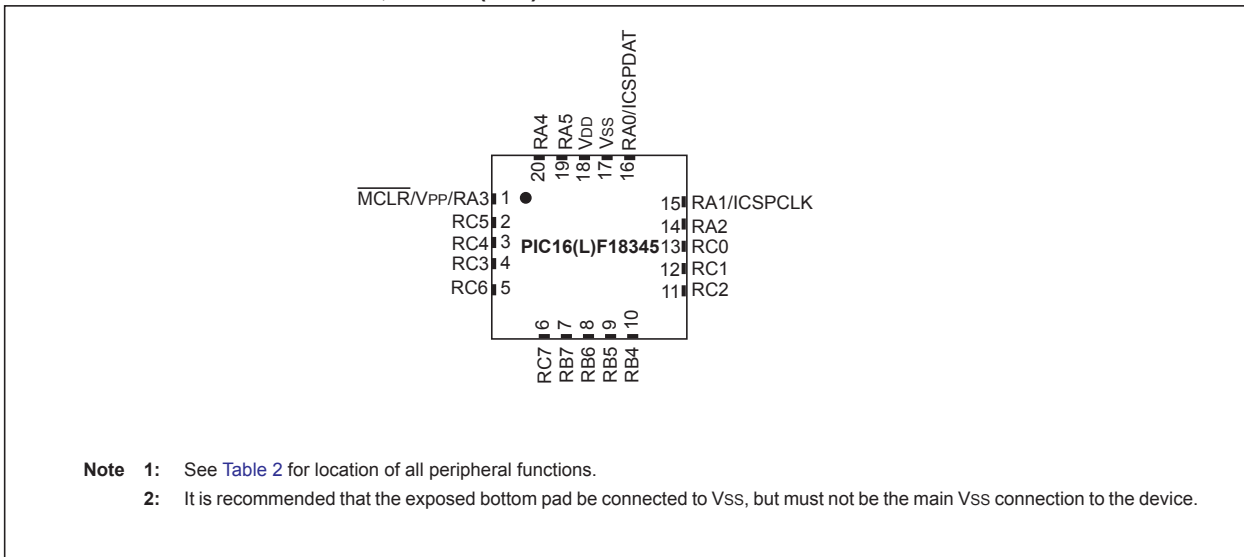 20 RA4
19 RA5
18 VDD
17 VSS
16 RA0/ICSPDAT
MCLR/VPP/RA3 1
RC5 2
RC4 3
RC3 4
RC6 5
PIC16(L)F18345
15 RA1/ICSPCLK
14 RA2
13 RC0
12 RC1
11 RC2
6 RC7
7 RB7
8 RB6
9 RB5
10 RB4
Note 1: See Table 2 for location of all peripheral functions.
2: It is recommended that the exposed bottom pad be connected to VSS, but must not be the main VSS connection to the device.